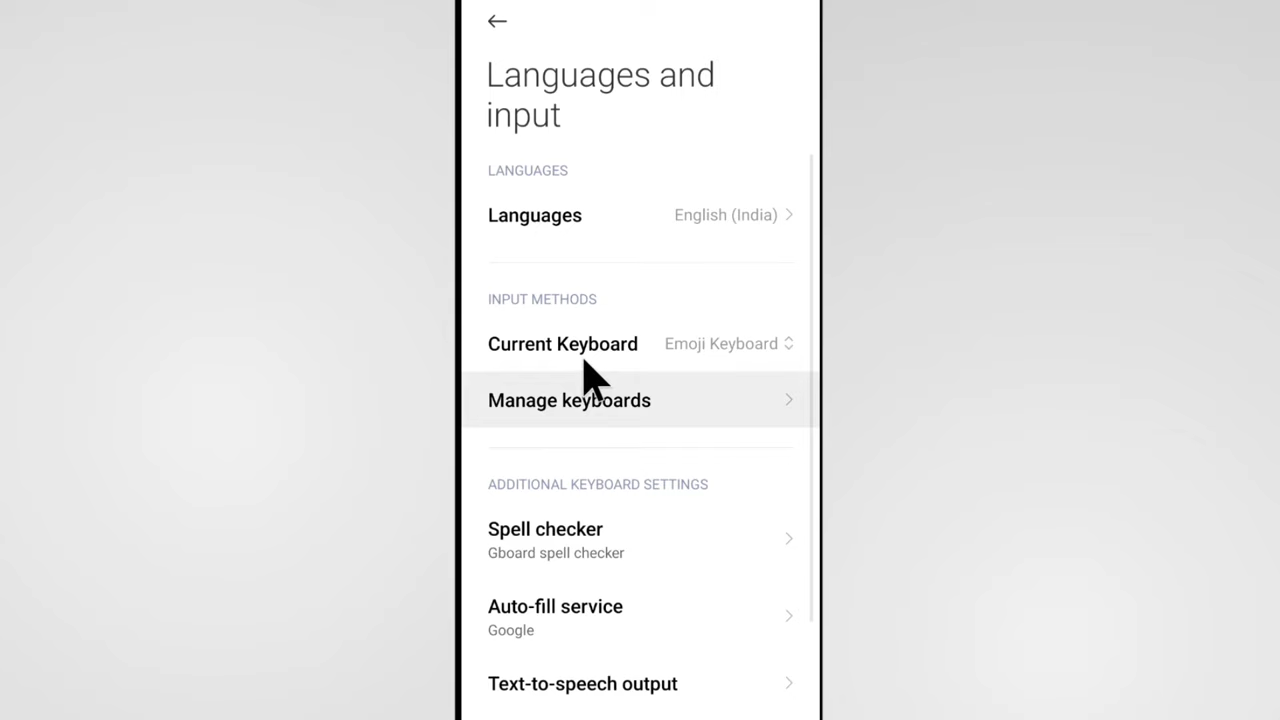 Languages and
input
LANGUAGES
Languages English (India)
INPUT METHODS
Current Keyboard Emoji Keyboard
Manage keyboards
ADDITIONAL KEYBOARD SETTINGS
Spell checker
Gboard spell checker
Auto-fill service
Google
Text-to-speech output